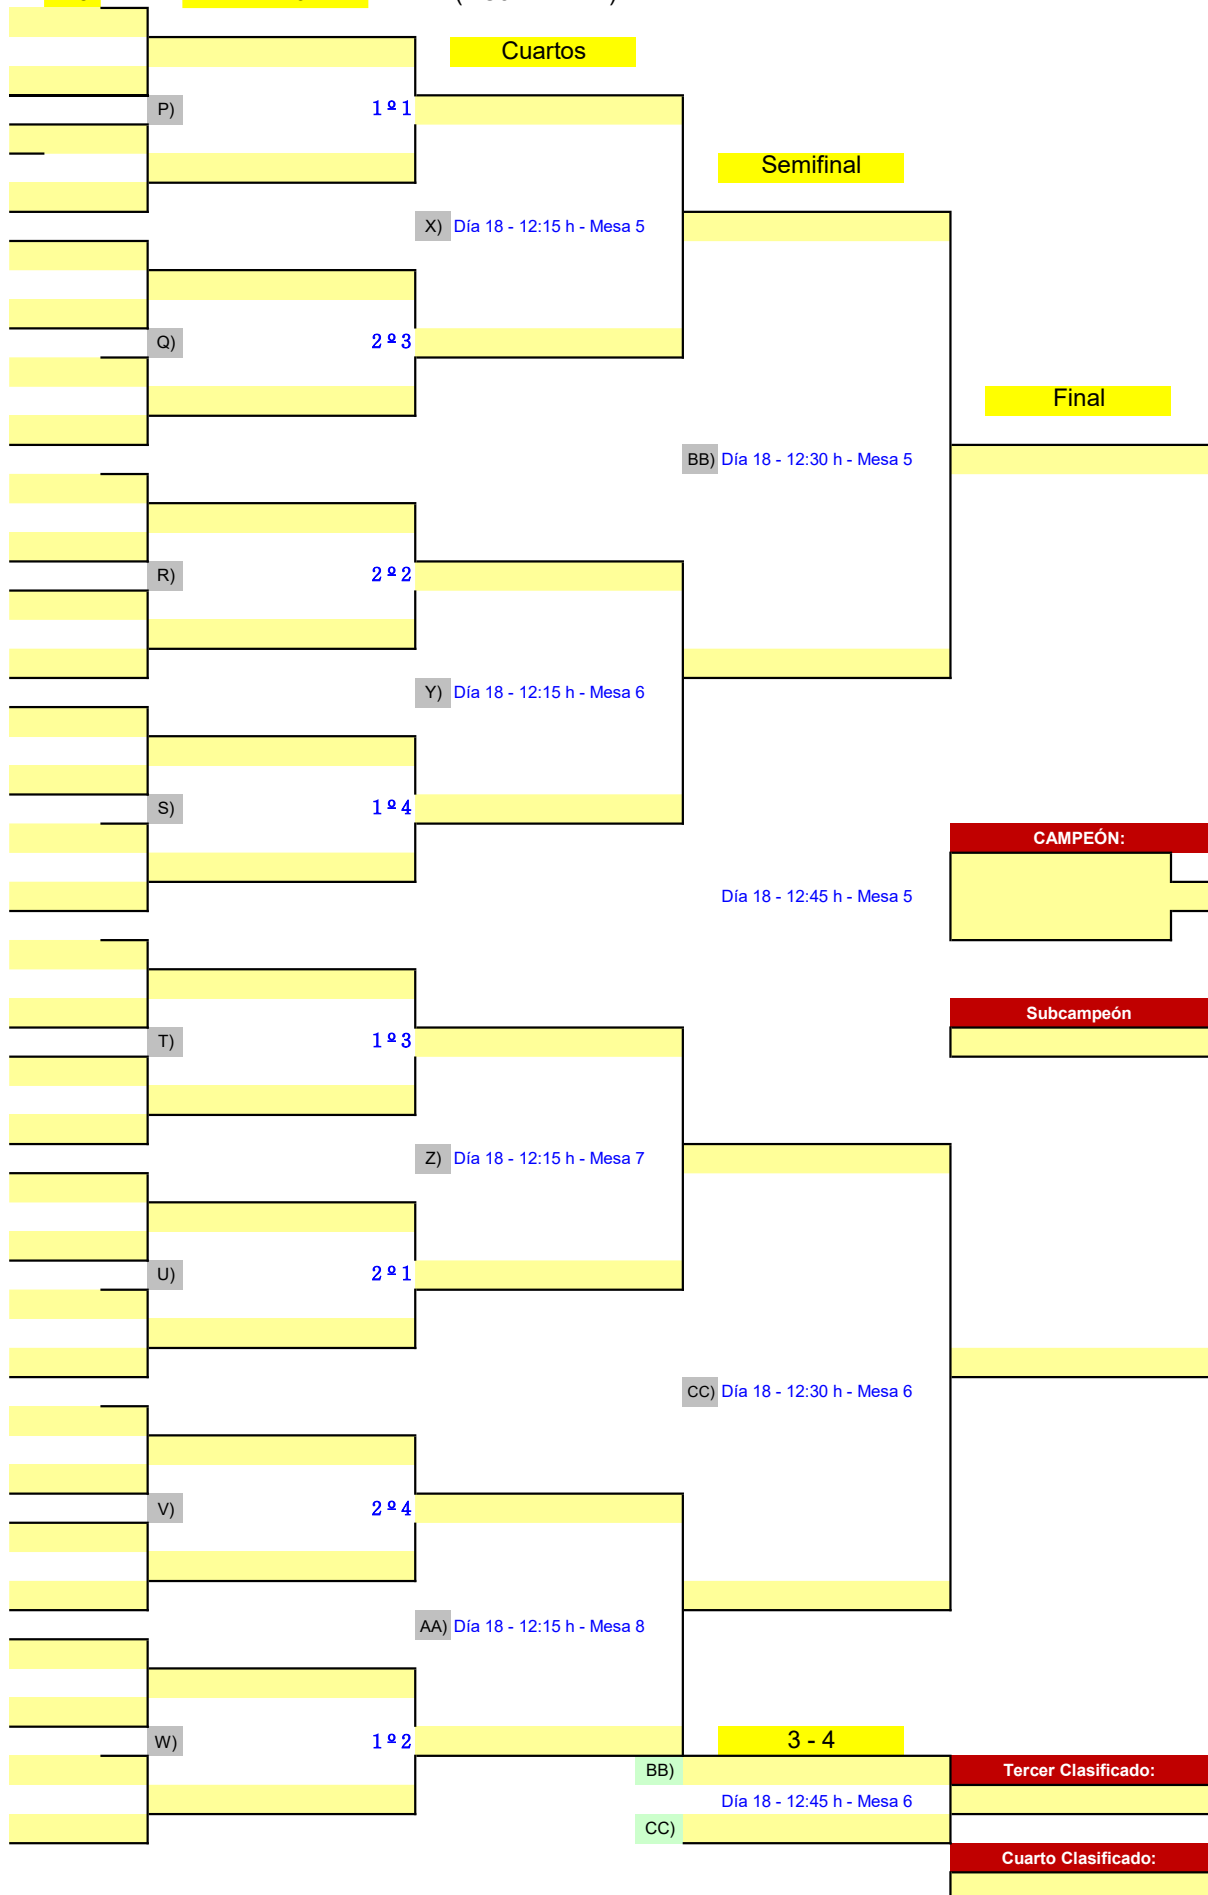 Cuartos
P) 1º1
Semifinal
X) Día 18 - 12:15 h - Mesa 5
Q) 2º3
Final
BB) Día 18 - 12:30 h - Mesa 5
R) 2º2
Y) Día 18 - 12:15 h - Mesa 6
S) 1º4
CAMPEÓN:
Día 18 - 12:45 h - Mesa 5
Subcampeón
T) 1º3
Z) Día 18 - 12:15 h - Mesa 7
U) 2º1
CC) Día 18 - 12:30 h - Mesa 6
V) 2º4
AA) Día 18 - 12:15 h - Mesa 8
W) 1º2
3 - 4
BB)
Tercer Clasificado:
Día 18 - 12:45 h - Mesa 6
CC)
Cuarto Clasificado: